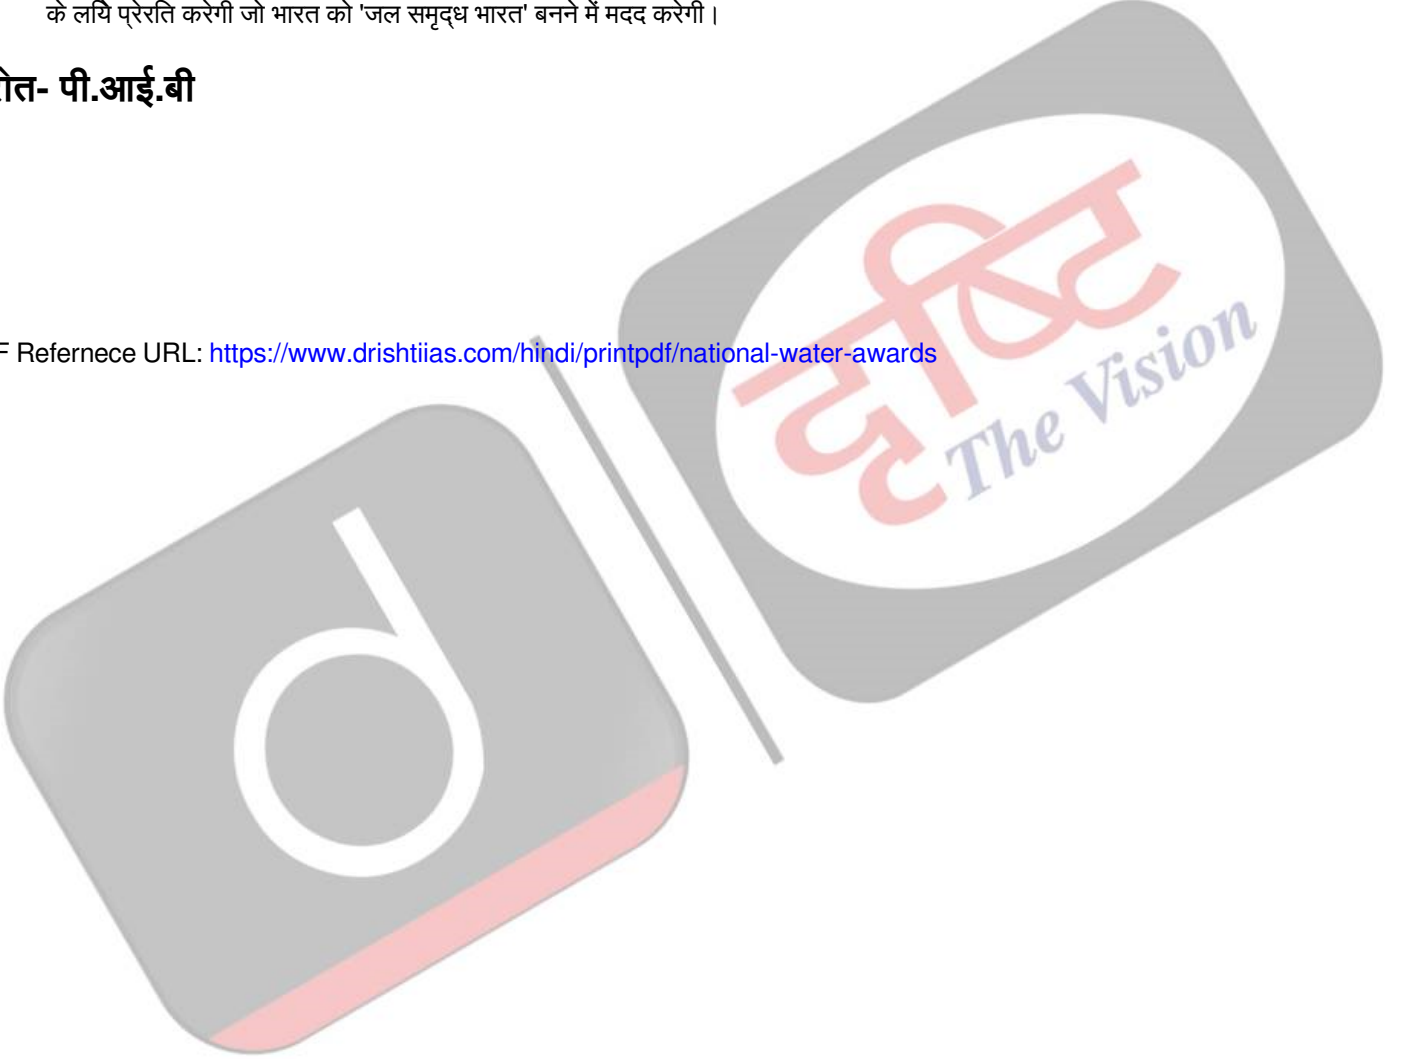 के लिये प्रेरित करेगी जो भारत को 'जल समृद्ध भारत' बनने में मदद करेगी।
रोत- पी.आई.बी
F Refernece URL: https://www.drishtiias.com/hindi/printpdf/national-water-awards
दृष्टि
The Vision
d